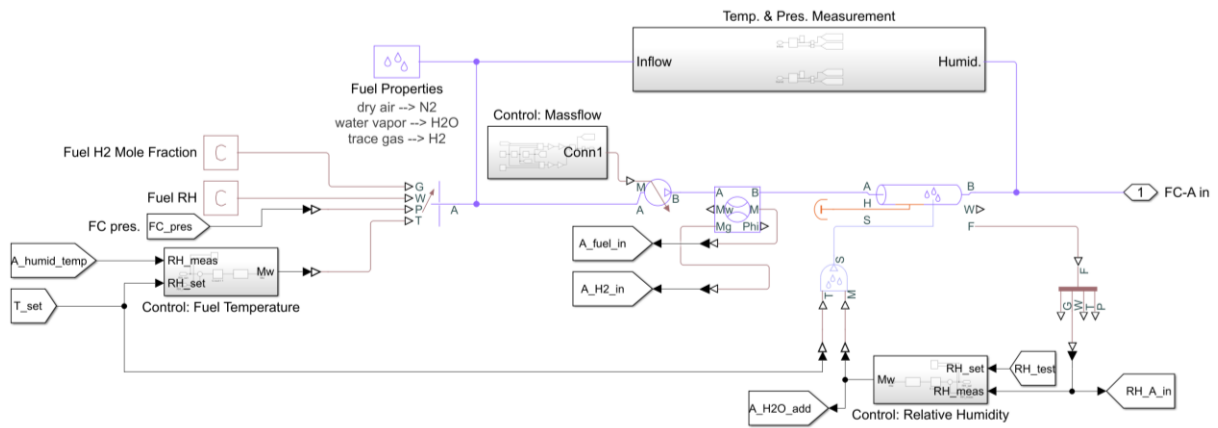 Temp. & Pres. Measurement
Inflow
Humid.
Fuel Properties
dry air --> N2
water vapor --> H2O
trace gas --> H2
Control: Massflow
Conn1
Fuel H2 Mole Fraction
C
Fuel RH
C
FC pres.
FC_pres
G
W
P
T
A
M
A
B
A
B
Mw
M
Mg
Phi
A
B
H
W
S
F
1
FC-A in
A_humid_temp
T_set
RH_meas
RH_set
Mw
Control: Fuel Temperature
A_fuel_in
A_H2_in
S
T
M
F
G
W
T
P
Mw
RH_set
RH_meas
RH_test
RH_A_in
A_H2O_add
Control: Relative Humidity